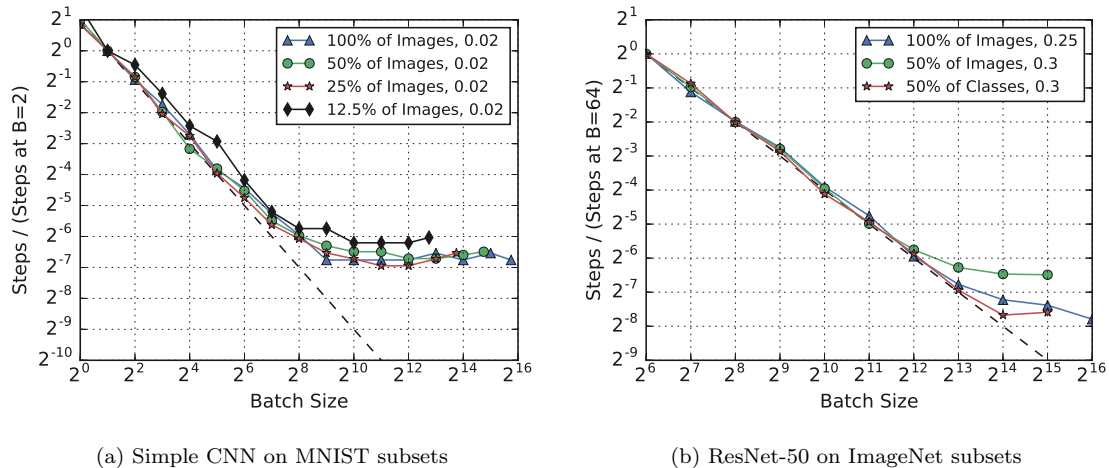 Steps / (Steps at B=2)
2^1
2^0
2^-1
2^-2
2^-3
2^-4
2^-5
2^-6
2^-7
2^-8
2^-9
2^-10
100% of Images, 0.02
50% of Images, 0.02
25% of Images, 0.02
12.5% of Images, 0.02
2^0 2^2 2^4 2^6 2^8 2^10 2^12 2^14 2^16
Batch Size
(a) Simple CNN on MNIST subsets
Steps / (Steps at B=64)
2^1
2^0
2^-1
2^-2
2^-3
2^-4
2^-5
2^-6
2^-7
2^-8
2^-9
100% of Images, 0.25
50% of Images, 0.3
50% of Classes, 0.3
2^6 2^7 2^8 2^9 2^10 2^11 2^12 2^13 2^14 2^15 2^16
Batch Size
(b) ResNet-50 on ImageNet subsets